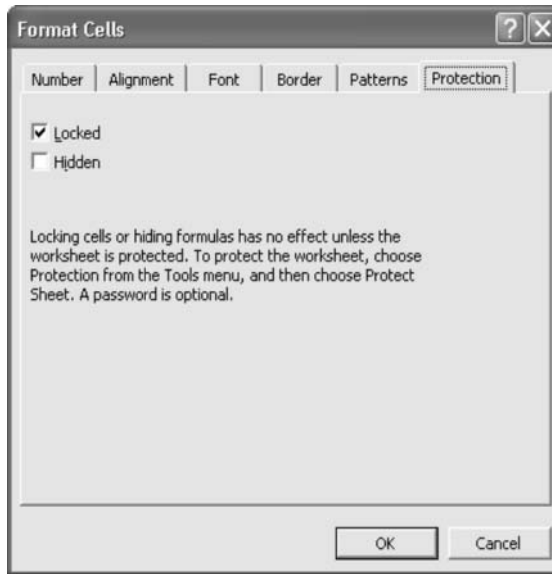 Format Cells
Number Alignment Font Border Patterns Protection
Locked
Hidden
Locking cells or hiding formulas has no effect unless the
worksheet is protected. To protect the worksheet, choose
Protection from the Tools menu, and then choose Protect
Sheet. A password is optional.
OK Cancel